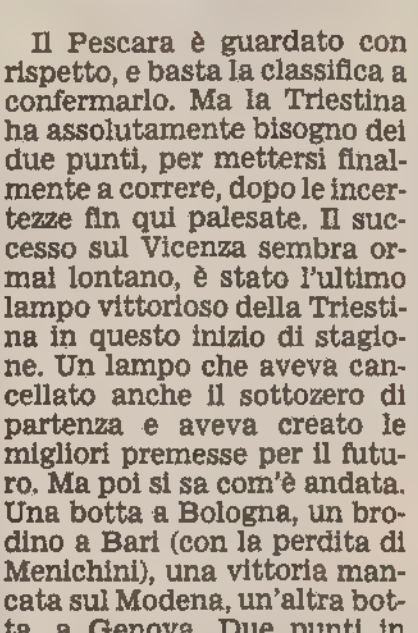 Il Pescara è guardato con
rispetto, e basta la classifica a
confermarlo. Ma la Triestina
ha assolutamente bisogno dei
due punti, per mettersi final-
mente a correre, dopo le incer-
tezze fin qui palesate. Il suc-
cesso sul Vicenza sembra or-
mai lontano, è stato l'ultimo
lampo vittorioso della Triesti-
na in questo inizio di stagio-
ne. Un lampo che aveva can-
cellato anche il sottozero di
partenza e aveva creato le
migliori premesse per il futu-
ro. Ma poi si sa com'è andata.
Una botta a Bologna, un bro-
dino a Bari (con la perdita di
Menichini), una vittoria man-
cata sul Modena, un'altra bot-
ta a Genova. Due punti in